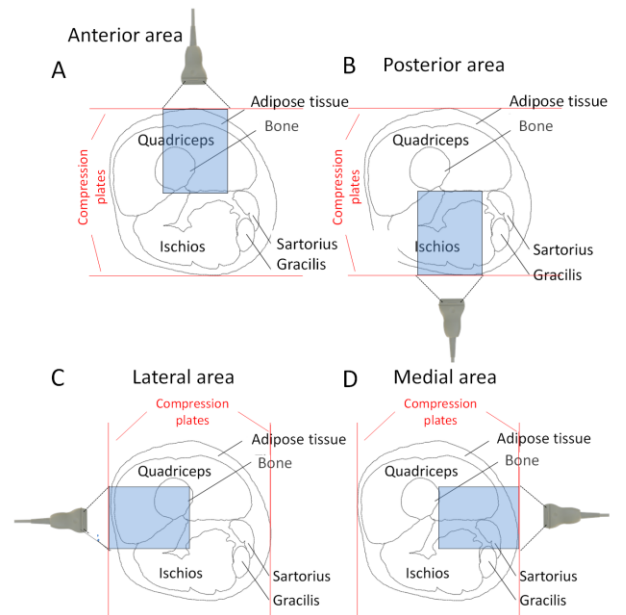 Anterior area
A
Adipose tissue
Bone
Quadriceps
Compression
plates
Ischios
Sartorius
Gracilis
B
Posterior area
Adipose tissue
Bone
Quadriceps
Compression
plates
Ischios
Sartorius
Gracilis
C
Lateral area
Compression
plates
Adipose tissue
Quadriceps
Bone
Ischios
Sartorius
Gracilis
D
Medial area
Compression
plates
Adipose tissue
Quadriceps
Bone
Ischios
Sartorius
Gracilis